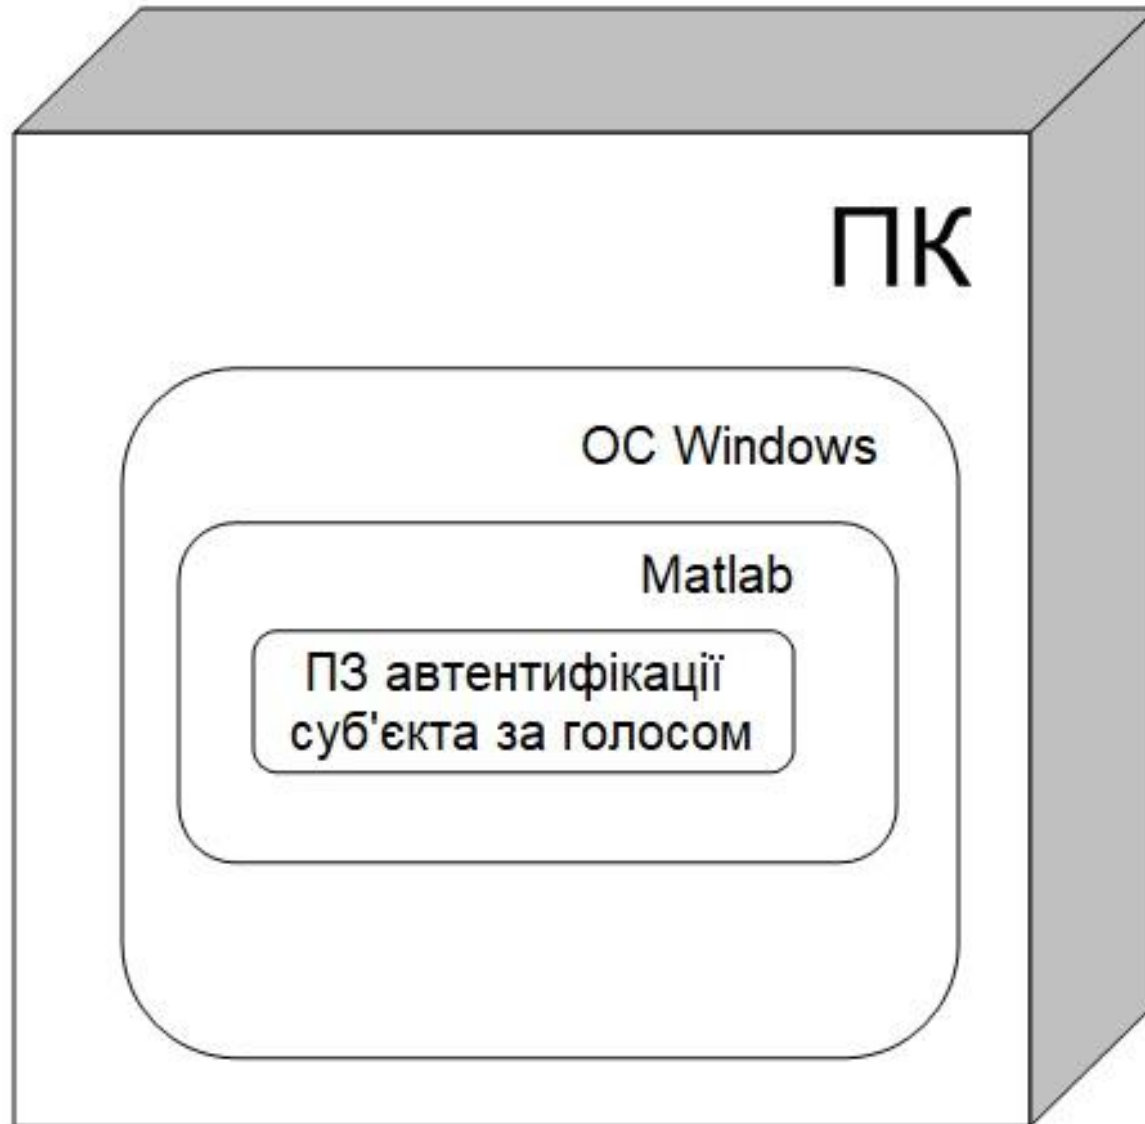 ПК
ОС Windows
Matlab
ПЗ автентифікації
суб'єкта за голосом